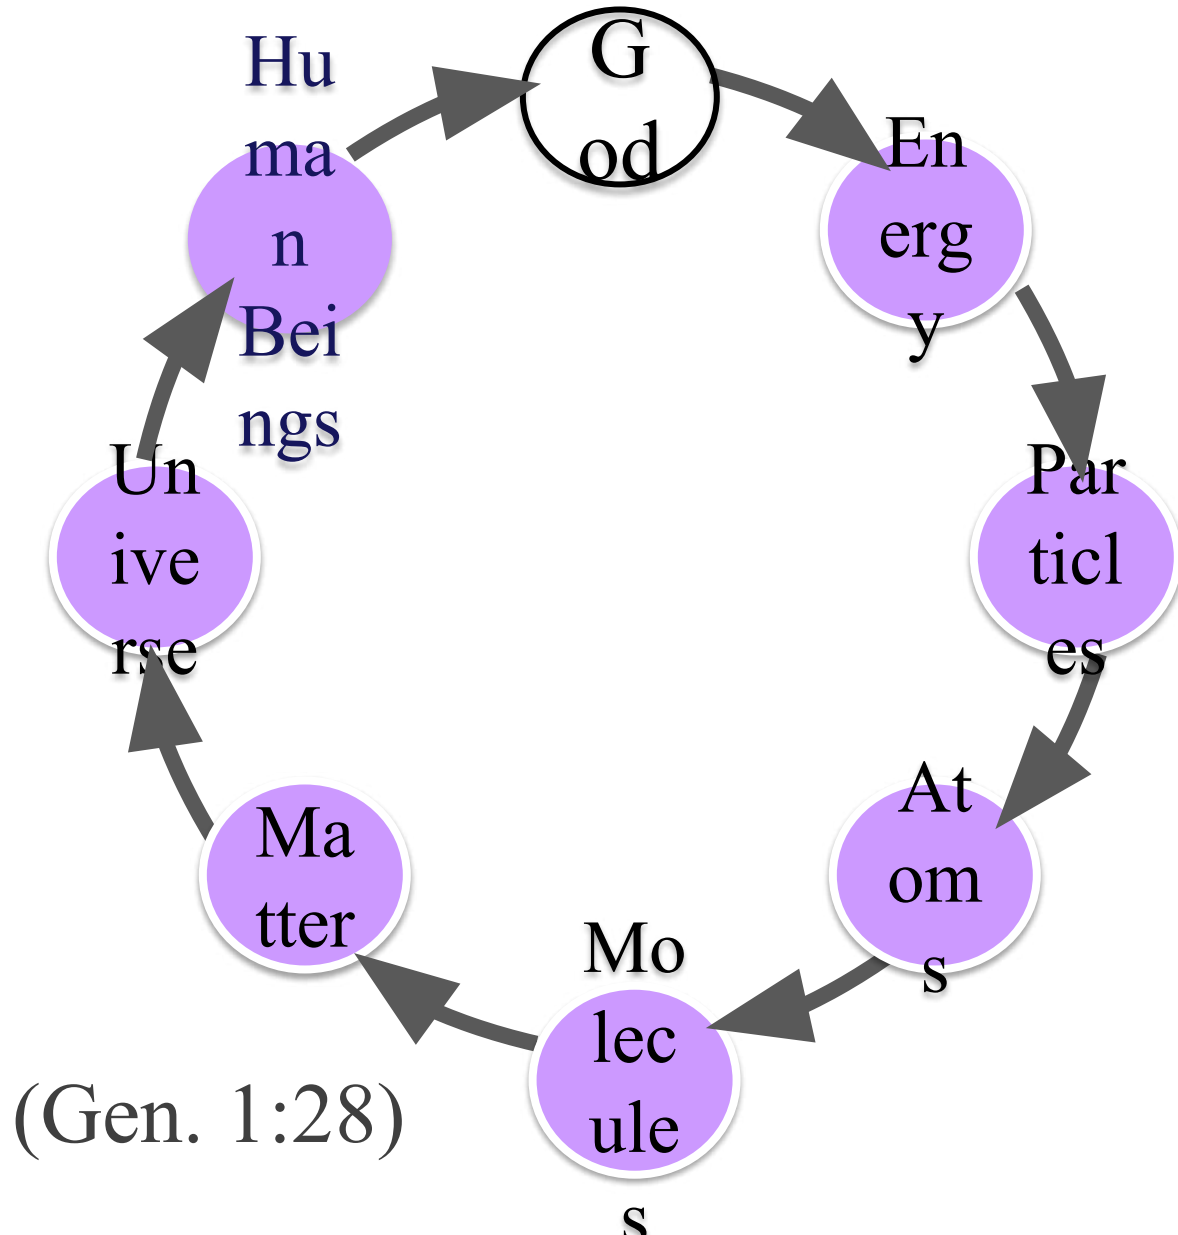 G
od
En
erg
y
Par
ticl
es
At
om
s
Mo
lec
ule
s
Ma
tter
Un
ive
rse
Hu
ma
n
Bei
ngs
(Gen. 1:28)